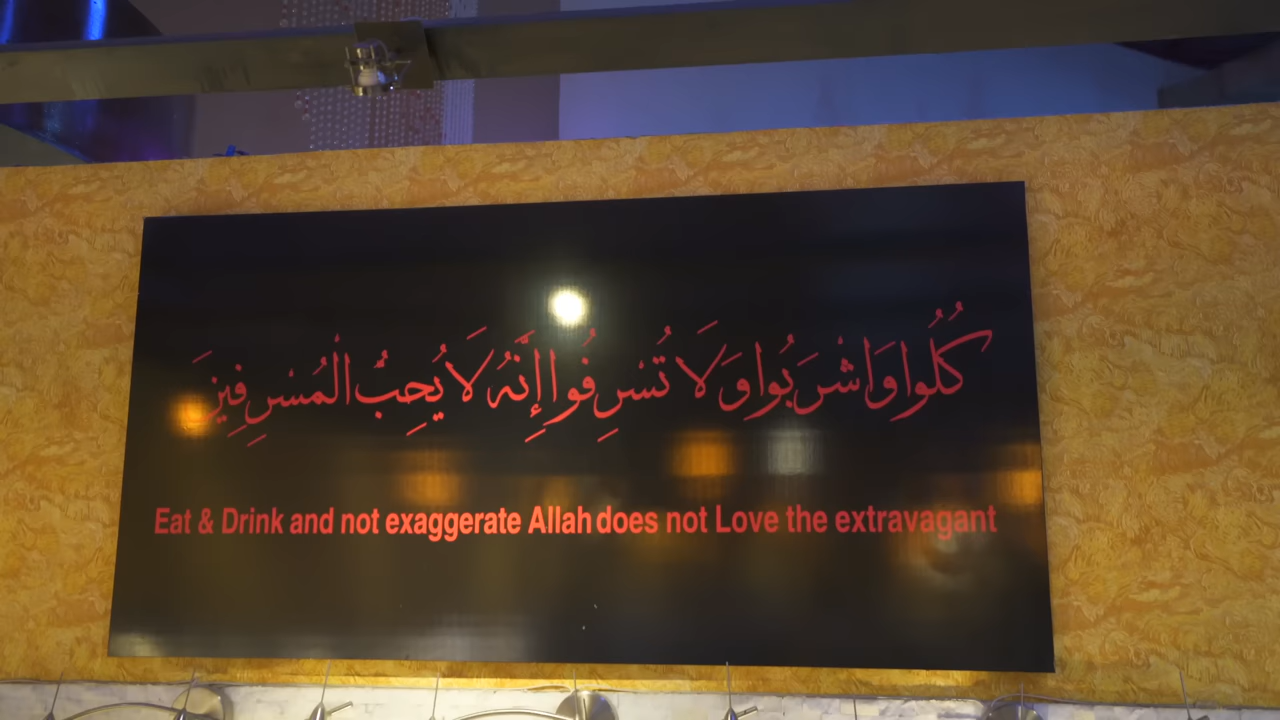 كُلُوا وَاشْرَبُوا وَلَا تُسْرِفُوا إِنَّهُ لَا يُحِبُّ الْمُسْرِفِينَ
Eat & Drink and not exaggerate Allah does not Love the extravagant